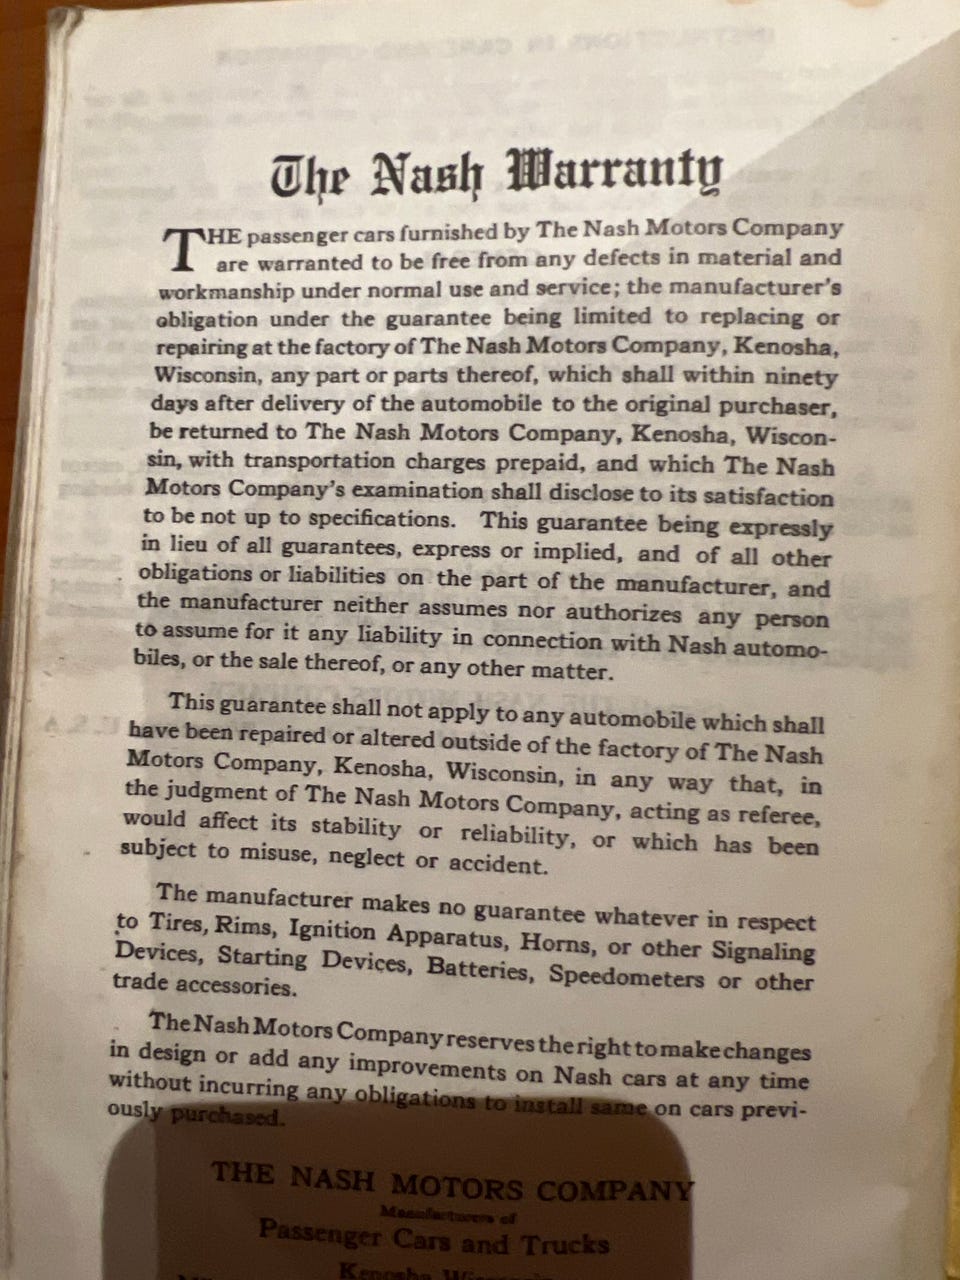 The Nash Warranty
THE passenger cars furnished by The Nash Motors Company
are warranted to be free from any defects in material and
workmanship under normal use and service; the manufacturer's
obligation under the guarantee being limited to replacing or
repairing at the factory of The Nash Motors Company, Kenosha,
Wisconsin, any part or parts thereof, which shall within ninety
days after delivery of the automobile to the original purchaser,
be returned to The Nash Motors Company, Kenosha, Wiscon-
sin, with transportation charges prepaid, and which The Nash
Motors Company's examination shall disclose to its satisfaction
to be not up to specifications. This guarantee being expressly
in lieu of all guarantees, express or implied, and of all other
obligations or liabilities on the part of the manufacturer, and
the manufacturer neither assumes nor authorizes any person
to assume for it any liability in connection with Nash automo-
biles, or the sale thereof, or any other matter.
This guarantee shall not apply to any automobile which shall
have been repaired or altered outside of the factory of The Nash
Motors Company, Kenosha, Wisconsin, in any way that, in
the judgment of The Nash Motors Company, acting as referee,
would affect its stability or reliability, or which has been
subject to misuse, neglect or accident.
The manufacturer makes no guarantee whatever in respect
to Tires, Rims, Ignition Apparatus, Horns, or other Signaling
Devices, Starting Devices, Batteries, Speedometers or other
trade accessories.
The Nash Motors Company reserves the right to make changes
in design or add any improvements on Nash cars at any time
without incurring any obligations to install same on cars previ-
ously purchased.
THE NASH MOTORS COMPANY
Manufacturers of
Passenger Cars and Trucks
Kenosha Wisconsin